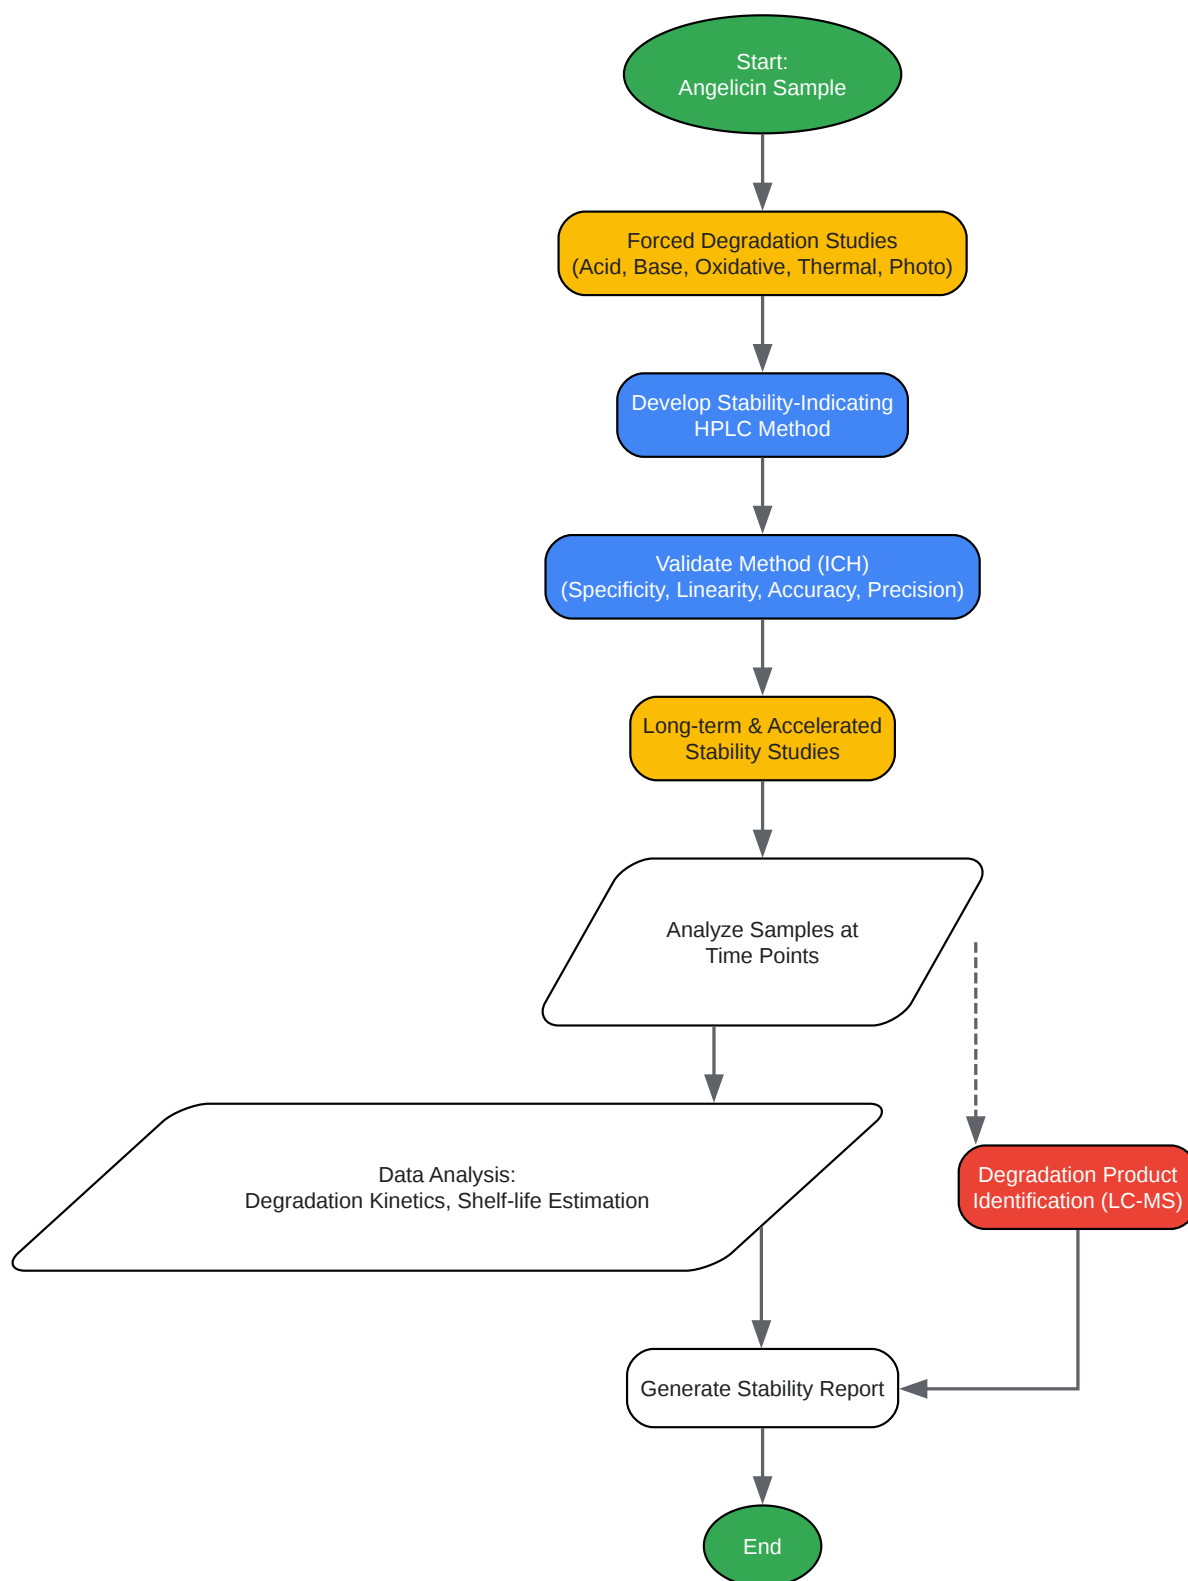 Start:
Angelicin Sample
Forced Degradation Studies
(Acid, Base, Oxidative, Thermal, Photo)
Develop Stability-Indicating
HPLC Method
Validate Method (ICH)
(Specificity, Linearity, Accuracy, Precision)
Long-term & Accelerated
Stability Studies
Analyze Samples at
Time Points
Data Analysis:
Degradation Kinetics, Shelf-life Estimation
Degradation Product
Identification (LC-MS)
Generate Stability Report
End